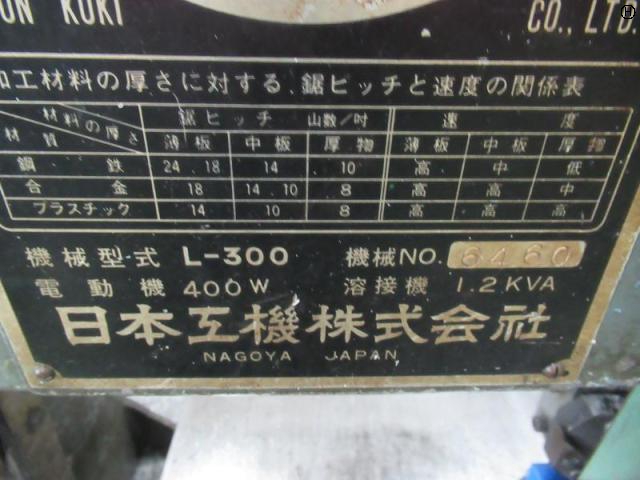 ON KOKI CO., LTD.
加工材料の厚さに対する鋸ピッチと速度の関係表
材料の厚さ 鋸ピッチ 山数/吋 速度
材質 薄板 中板 厚物 薄板 中板 厚物
鋼鉄 24.18 14 10 高 中 低
合金 18 14.10 8 高 高 中
プラスチック 14 10 8 高 高 高
機械型式 L-300 機械NO. 6460
電動機 400W 溶接機 1.2KVA
日本工機株式会社
NAGOYA JAPAN